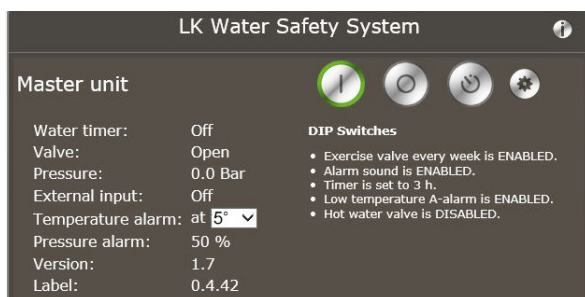 LK Water Safety System
Master unit
Water timer: Off
Valve: Open
Pressure: 0.0 Bar
External input: Off
Temperature alarm: at 5°
Pressure alarm: 50 %
Version: 1.7
Label: 0.4.42
DIP Switches
• Exercise valve every week is ENABLED.
• Alarm sound is ENABLED.
• Timer is set to 3 h.
• Low temperature A-alarm is ENABLED.
• Hot water valve is DISABLED.